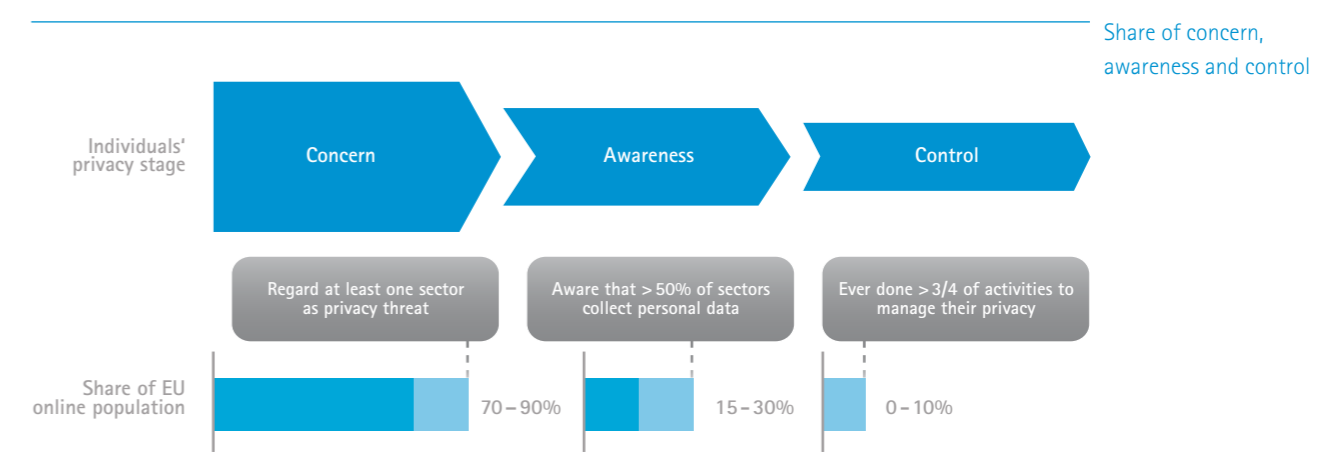 Share of concern,
awareness and control
Individuals'
privacy stage
Concern
Awareness
Control
Regard at least one sector
as privacy threat
Aware that >50% of sectors
collect personal data
Ever done >3/4 of activities to
manage their privacy
Share of EU
online population
70–90%
15–30%
0–10%